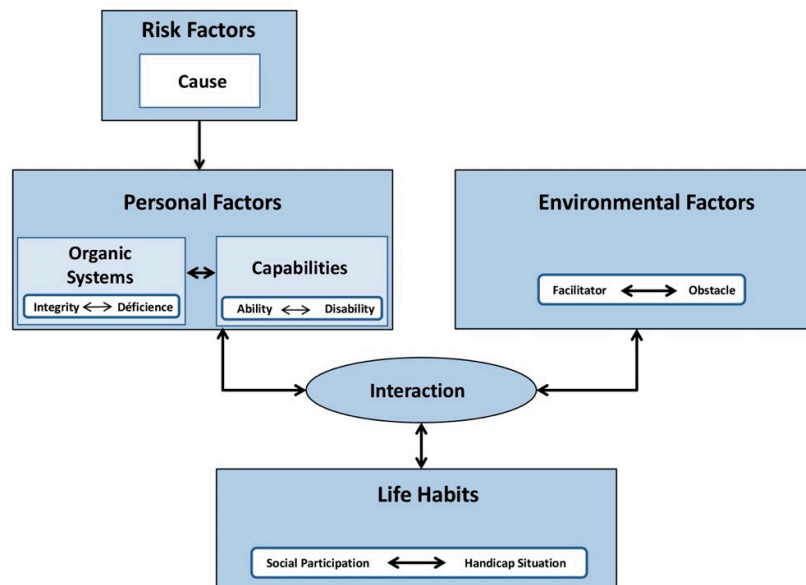 Risk Factors
Cause
Personal Factors
Organic
Systems
Integrity Déficience
Capabilities
Ability Disability
Environmental Factors
Facilitator Obstacle
Interaction
Life Habits
Social Participation Handicap Situation